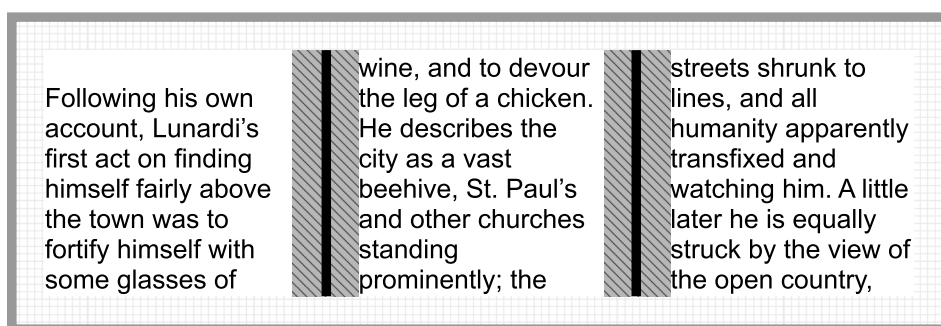 Following his own
account, Lunardi’s
first act on finding
himself fairly above
the town was to
fortify himself with
some glasses of
wine, and to devour
the leg of a chicken.
He describes the
city as a vast
beehive, St. Paul’s
and other churches
standing
prominently; the
streets shrunk to
lines, and all
humanity apparently
transfixed and
watching him. A little
later he is equally
struck by the view of
the open country,